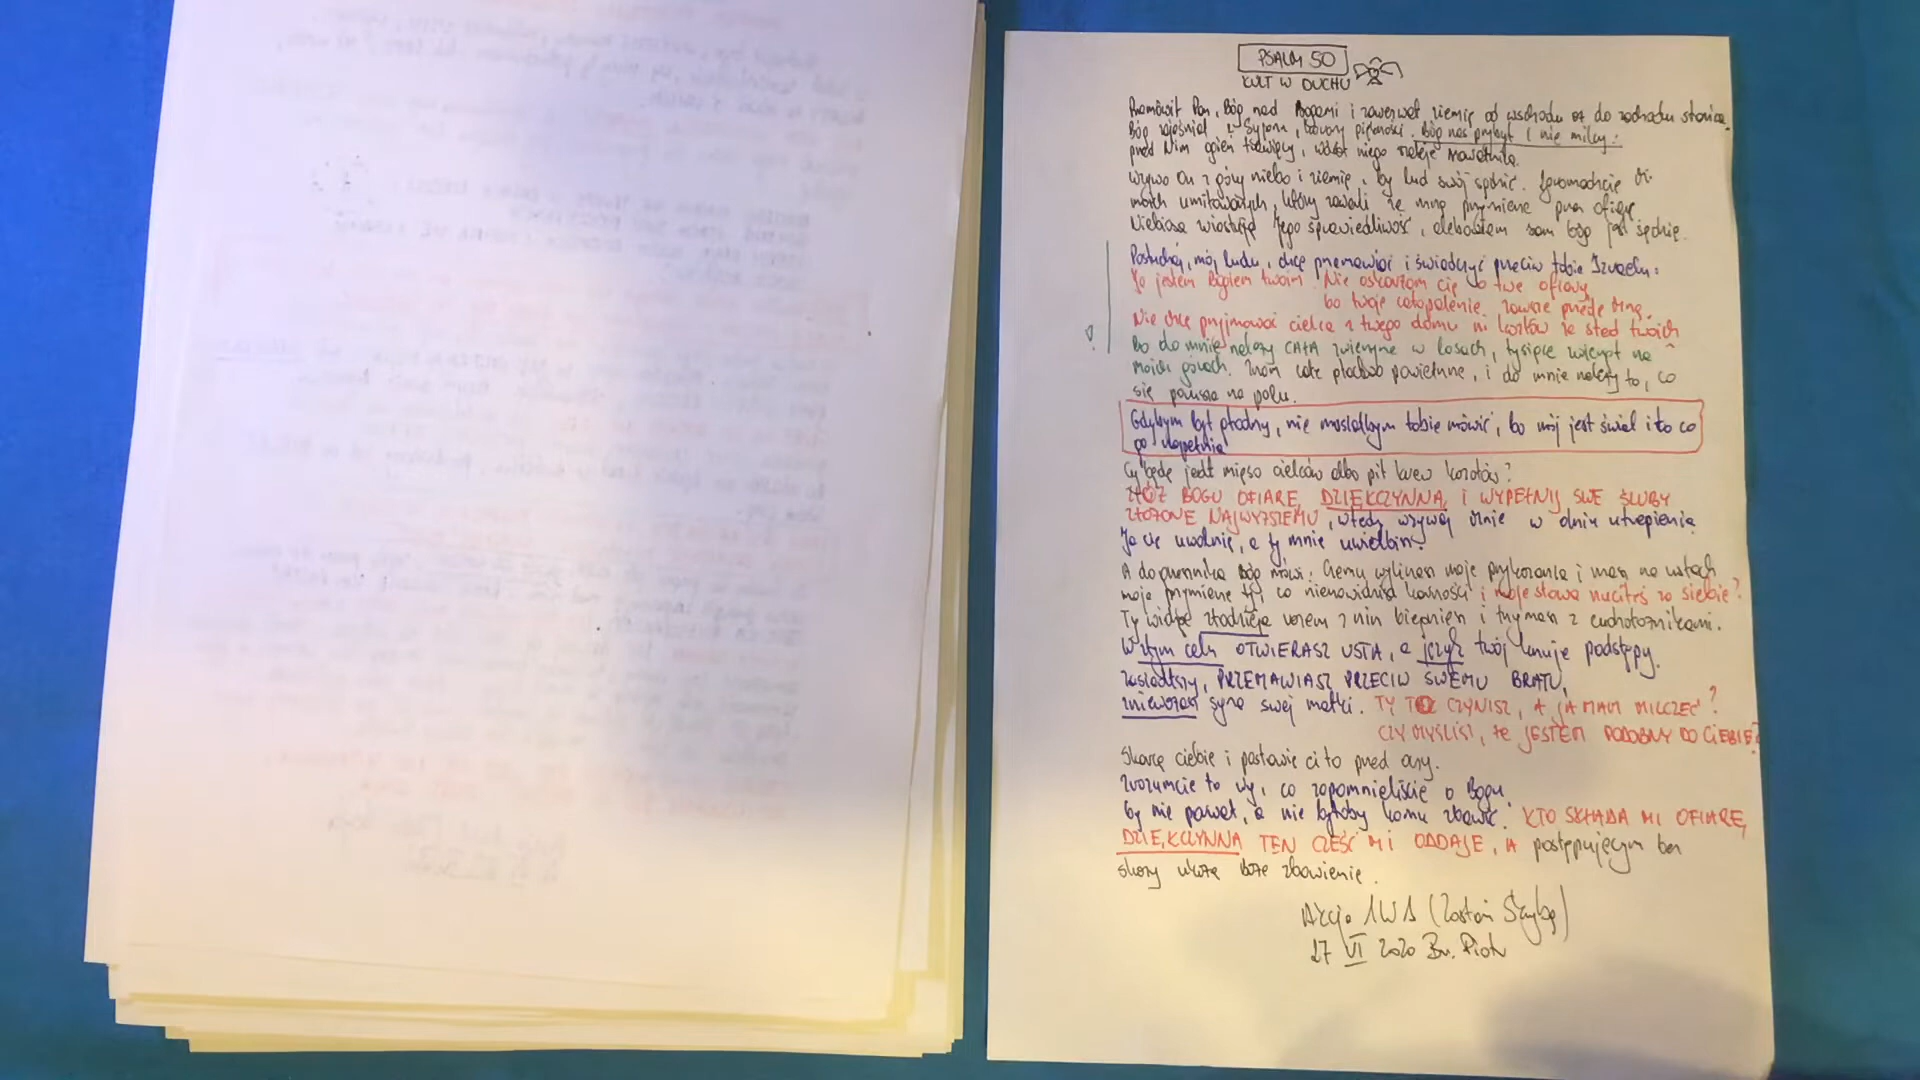 PSALM 50
KULT W DUCHU
Przemówił Pan, Bóg nad Bogami i zawezwał ziemię od wschodu aż do zachodu słońca.
Bóg zajaśniał z Syjonu, korony piękności. Bóg nasz przybył i nie milczy:
przed Nim ogień trawiący, wokół niego szaleje nawałnica.
Wzywa On z góry niebo i ziemię, by lud swój sądzić. Zgromadźcie Mi
moich umiłowanych, którzy zawarli ze mną przymierze przez ofiarę
Niebiosa zwiastują Jego sprawiedliwość, albowiem sam Bóg jest sędzią.
Posłuchaj, mój ludu, chcę przemawiać i świadczyć przeciw tobie Izraelu:
Ja jestem Bogiem twoim. Nie oskarżam cię o twe ofiary,
bo twoje całopalenia zawsze przede Mną.
Nie chcę przyjmować cielca z twego domu ni kozłów ze stad twoich
Bo do mnie należy CAŁA zwierzyna w lasach, tysiące zwierząt na
moich górach. Znam całe ptactwo powietrzne, i do mnie należy to, co
się porusza na polu.
Gdybym był głodny, nie musiałbym tobie mówić, bo mój jest świat i to co
go napełnia
Czy będę jadł mięso cielców albo pił krew kozłów?
ZŁÓŻ BOGU OFIARĘ DZIĘKCZYNNĄ, I WYPEŁNIJ SWE ŚLUBY
ZŁOŻONE NAJWYŻSZEMU, wtedy wzywaj Mnie w dniu utrapienia
Ja cię uwolnię, a ty mnie uwielbisz.
A do grzesznika Bóg mówi: Czemu wyliczasz moje przykazania i masz na ustach
moje przymierze ty, co nienawidzisz karności i moje słowa rzuciłeś za siebie?
Ty widząc złodzieja razem z nim biegniesz i trzymasz z cudzołożnikami.
W złym celu OTWIERASZ USTA, a język twój knuje podstępy.
Zasiadłszy, PRZEMAWIASZ PRZECIW SWEMU BRATU,
znieważasz syna swej matki. TY TO CZYNISZ, A JA MAM MILCZEĆ?
CZY MYŚLISZ, że JESTEM PODOBNY DO CIEBIE?
Skarcę ciebie i postawię ci to przed oczy.
Zrozumcie to wy, co zapomnieliście o Bogu,
by nie porwał, a nie byłoby komu zbawić. KTO SKŁADA MI OFIARĘ
DZIĘKCZYNNĄ TEN CZEŚĆ MI ODDAJE, A postępującym bez
skazy ukażę Boże zbawienie.
Akcja 1W1 (Zostań Skrybą)
27 VI 2020 Br. Piotr